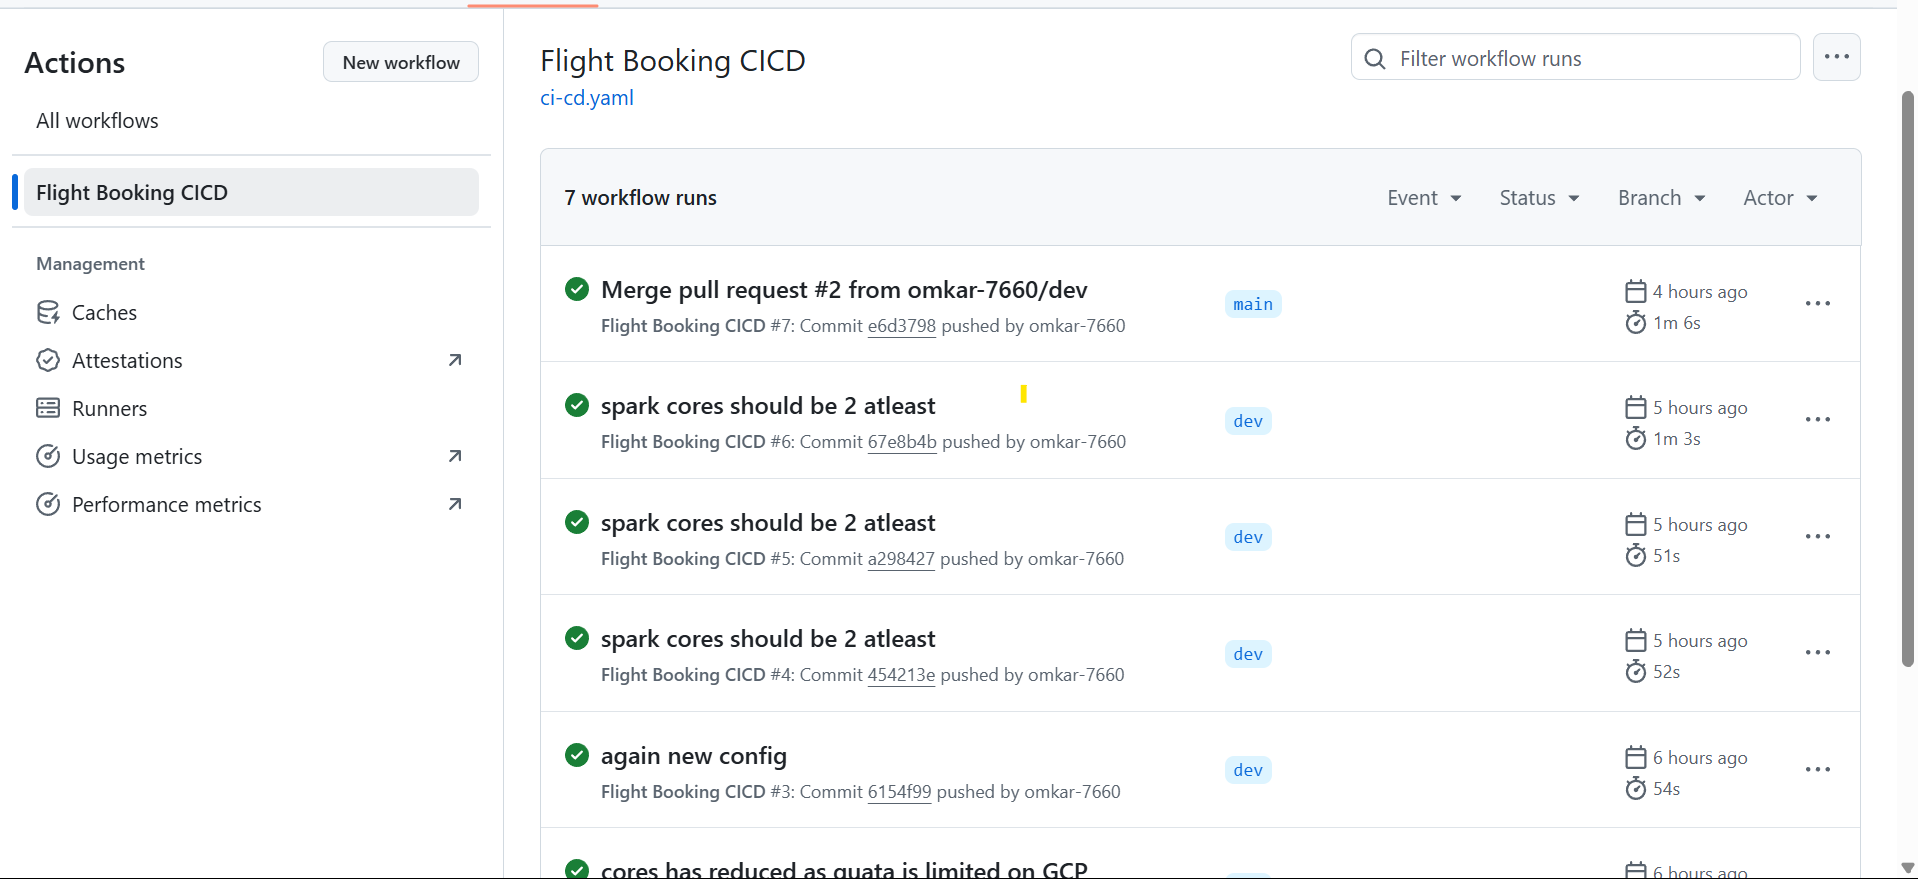 Actions
New workflow
All workflows
Flight Booking CICD
Management
Caches
Attestations
Runners
Usage metrics
Performance metrics
Flight Booking CICD
ci-cd.yaml
Filter workflow runs
7 workflow runs
Event Status Branch Actor
Merge pull request #2 from omkar-7660/dev
Flight Booking CICD #7: Commit e6d3798 pushed by omkar-7660
main
4 hours ago
1m 6s
spark cores should be 2 atleast
Flight Booking CICD #6: Commit 67e8b4b pushed by omkar-7660
dev
5 hours ago
1m 3s
spark cores should be 2 atleast
Flight Booking CICD #5: Commit a298427 pushed by omkar-7660
dev
5 hours ago
51s
spark cores should be 2 atleast
Flight Booking CICD #4: Commit 454213e pushed by omkar-7660
dev
5 hours ago
52s
again new config
Flight Booking CICD #3: Commit 6154f99 pushed by omkar-7660
dev
6 hours ago
54s
cores has reduced as quata is limited on GCP
6 hours ago